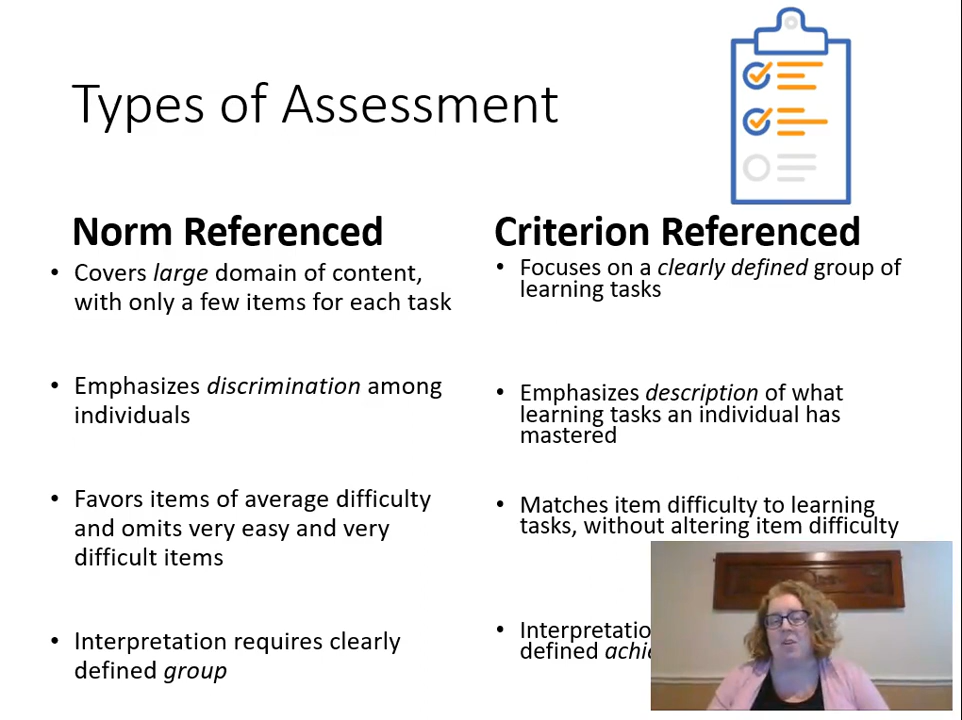 Types of Assessment
Norm Referenced
• Covers large domain of content,
with only a few items for each task
• Emphasizes discrimination among
individuals
• Favors items of average difficulty
and omits very easy and very
difficult items
• Interpretation requires clearly
defined group
Criterion Referenced
• Focuses on a clearly defined group of
learning tasks
• Emphasizes description of what
learning tasks an individual has
mastered
• Matches item difficulty to learning
tasks, without altering item difficulty
• Interpretatio
defined achie